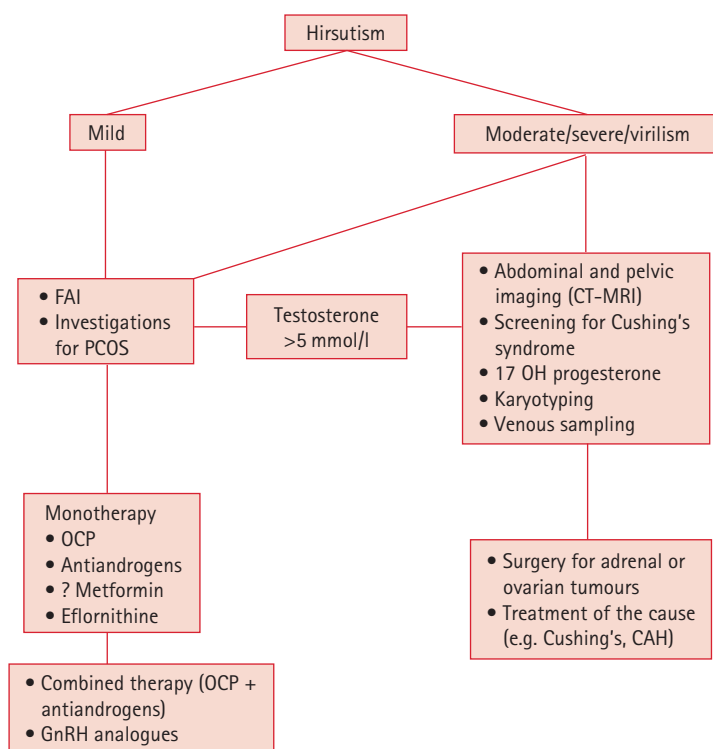 Hirsutism
Mild
Moderate/severe/virilism
• FAI
• Investigations
for PCOS
Testosterone
>5 mmol/l
• Abdominal and pelvic
imaging (CT-MRI)
• Screening for Cushing's
syndrome
• 17 OH progesterone
• Karyotyping
• Venous sampling
Monotherapy
• OCP
• Antiandrogens
• ? Metformin
• Eflornithine
• Surgery for adrenal or
ovarian tumours
• Treatment of the cause
(e.g. Cushing's, CAH)
• Combined therapy (OCP +
antiandrogens)
• GnRH analogues